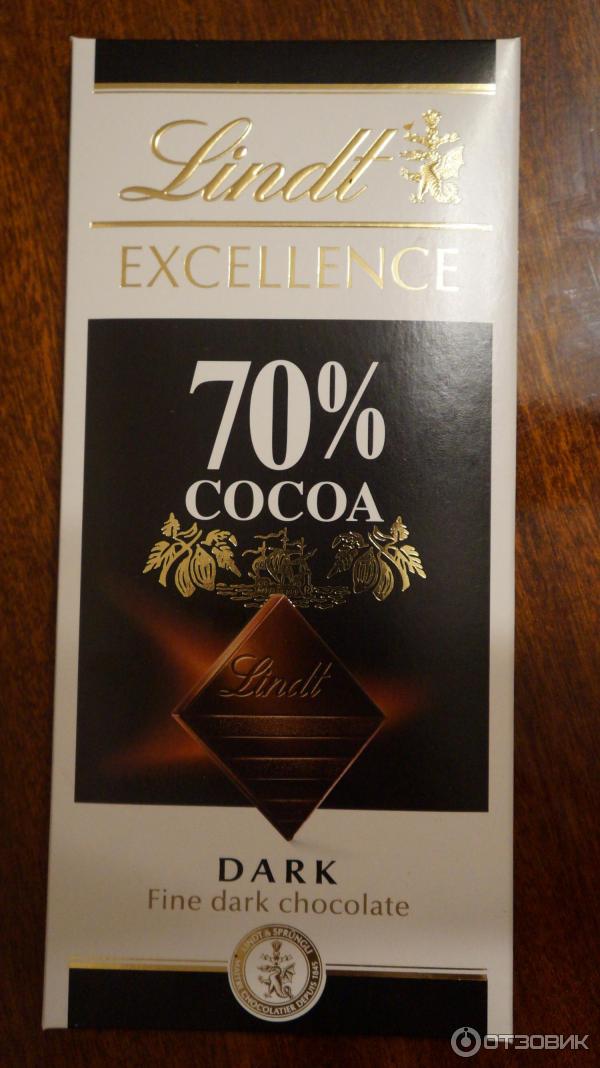 Lindt
EXCELLENCE
70%
COCOA
Lindt
DARK
Fine dark chocolate
LINDT & SPRÜNGLI
MAÎTRE CHOCOLATIER DEPUIS 1845
ОТЗОВИК